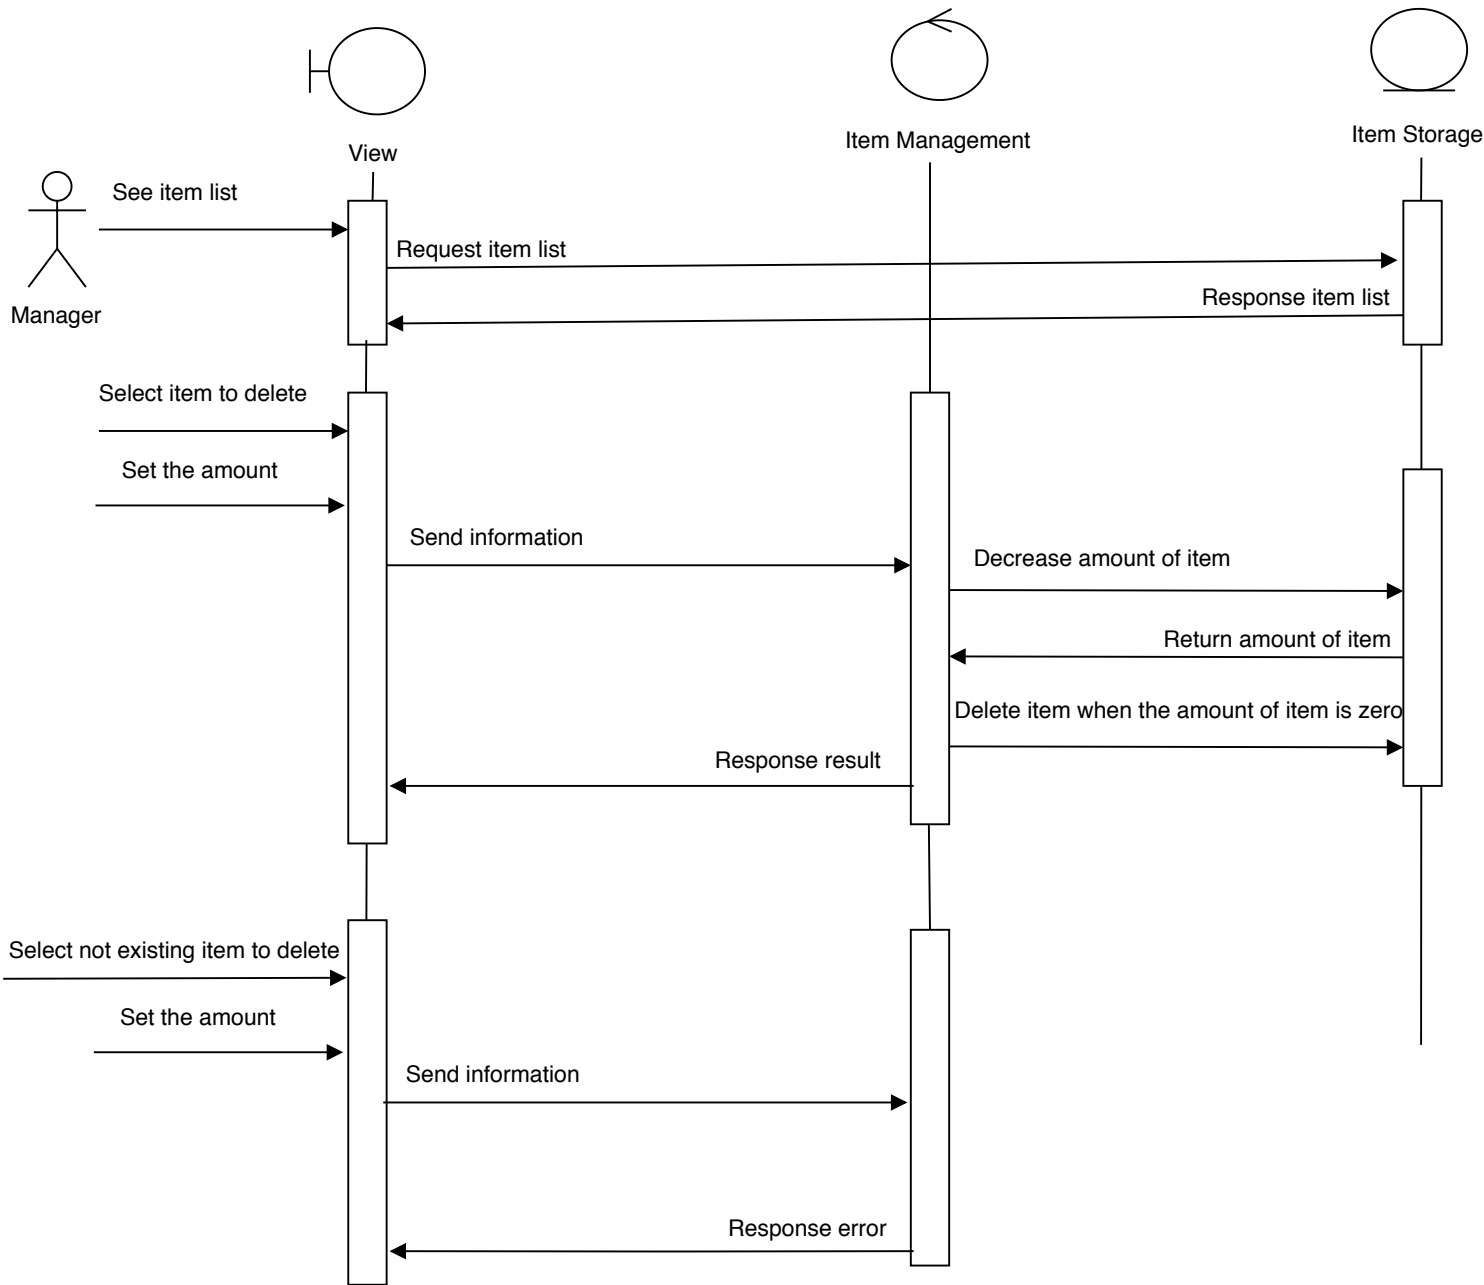 View
Item Management
Item Storage
See item list
Manager
Request item list
Response item list
Select item to delete
Set the amount
Send information
Decrease amount of item
Return amount of item
Delete item when the amount of item is zero
Response result
Select not existing item to delete
Set the amount
Send information
Response error